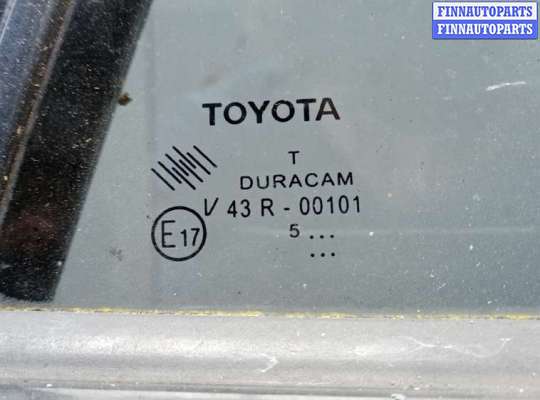 FINNAUTOPARTS
FINNAUTOPARTS
TOYOTA
T
DURACAM
V 43 R - 00101
E17
5 ...
...